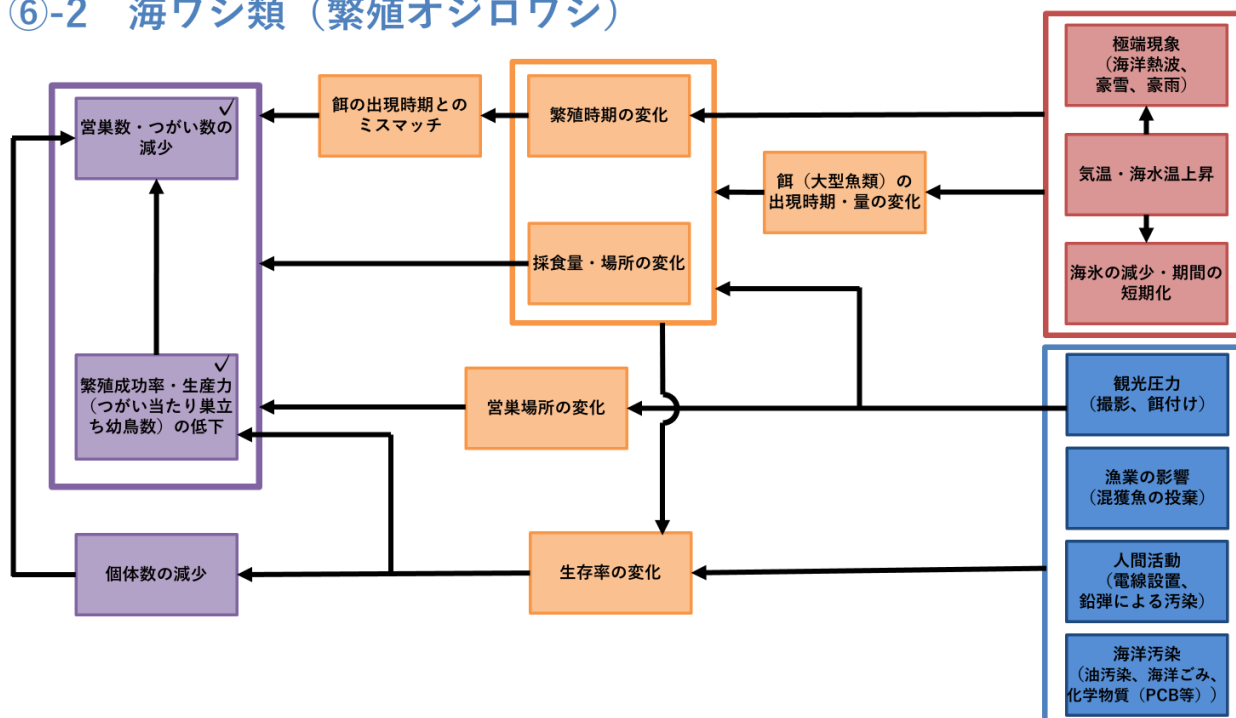 ⑥-2 海ワシ類（繁殖オジロワシ）
極端現象
（海洋熱波、
豪雪、豪雨）
営巣数・つがい数の
減少
✓
餌の出現時期との
ミスマッチ
繁殖時期の変化
気温・海水温上昇
餌（大型魚類）の
出現時期・量の変化
採食量・場所の変化
海氷の減少・期間の
短期化
繁殖成功率・生産力
（つがい当たり巣立
ち幼鳥数）の低下
✓
営巣場所の変化
観光圧力
（撮影、餌付け）
漁業の影響
（混獲魚の投棄）
個体数の減少
生存率の変化
人間活動
（電線設置、
鉛弾による汚染）
海洋汚染
（油汚染、海洋ごみ、
化学物質（PCB等））